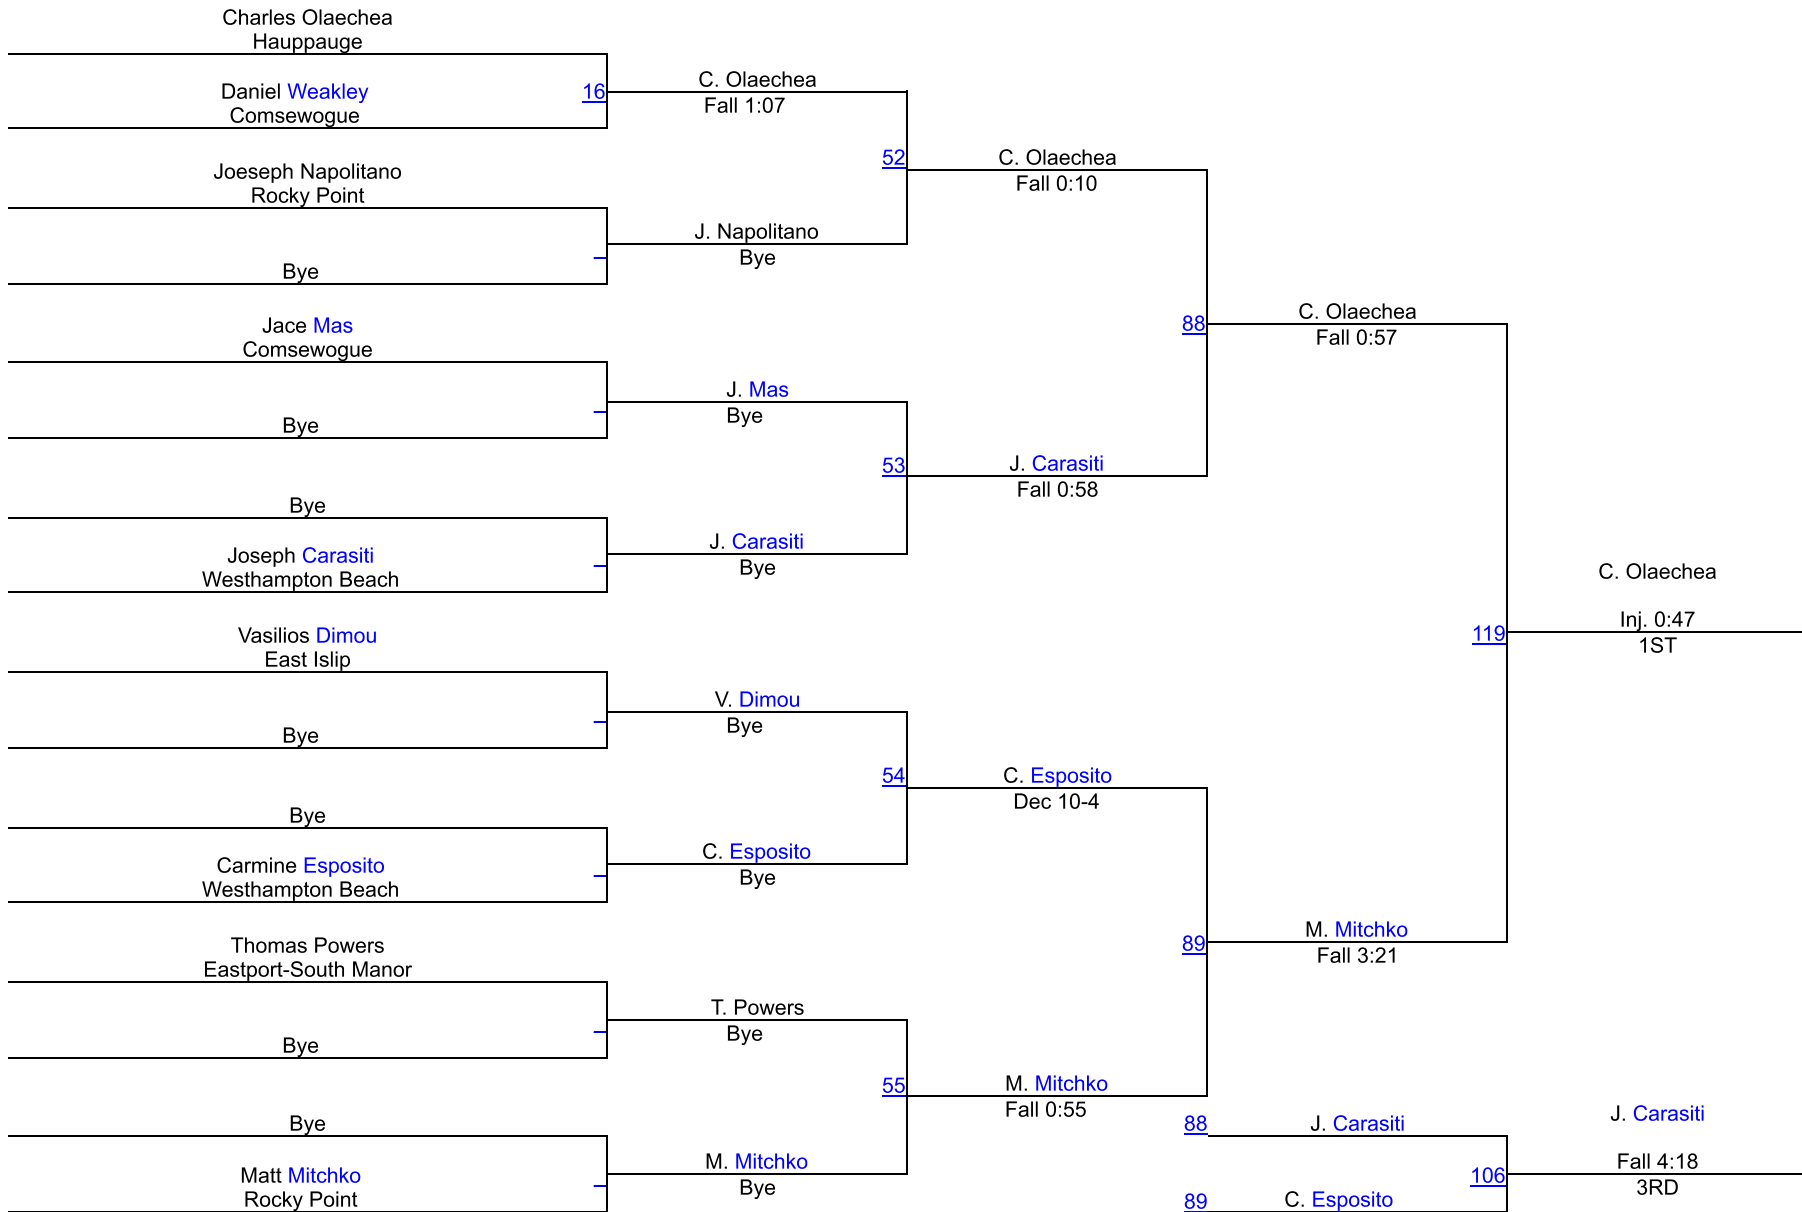 Charles Olaechea
Hauppauge
Daniel Weakley
Comsewogue
16
C. Olaechea
Fall 1:07
Joeseph Napolitano
Rocky Point
Bye
J. Napolitano
Bye
52
C. Olaechea
Fall 0:10
Jace Mas
Comsewogue
Bye
J. Mas
Bye
Bye
Joseph Carasiti
Westhampton Beach
J. Carasiti
Bye
53
J. Carasiti
Fall 0:58
88
C. Olaechea
Fall 0:57
Vasilios Dimou
East Islip
Bye
V. Dimou
Bye
Bye
Carmine Esposito
Westhampton Beach
C. Esposito
Bye
54
C. Esposito
Dec 10-4
Thomas Powers
Eastport-South Manor
Bye
T. Powers
Bye
Bye
Matt Mitchko
Rocky Point
M. Mitchko
Bye
55
M. Mitchko
Fall 0:55
89
M. Mitchko
Fall 3:21
119
C. Olaechea
Inj. 0:47
1ST
88
J. Carasiti
89
C. Esposito
106
J. Carasiti
Fall 4:18
3RD